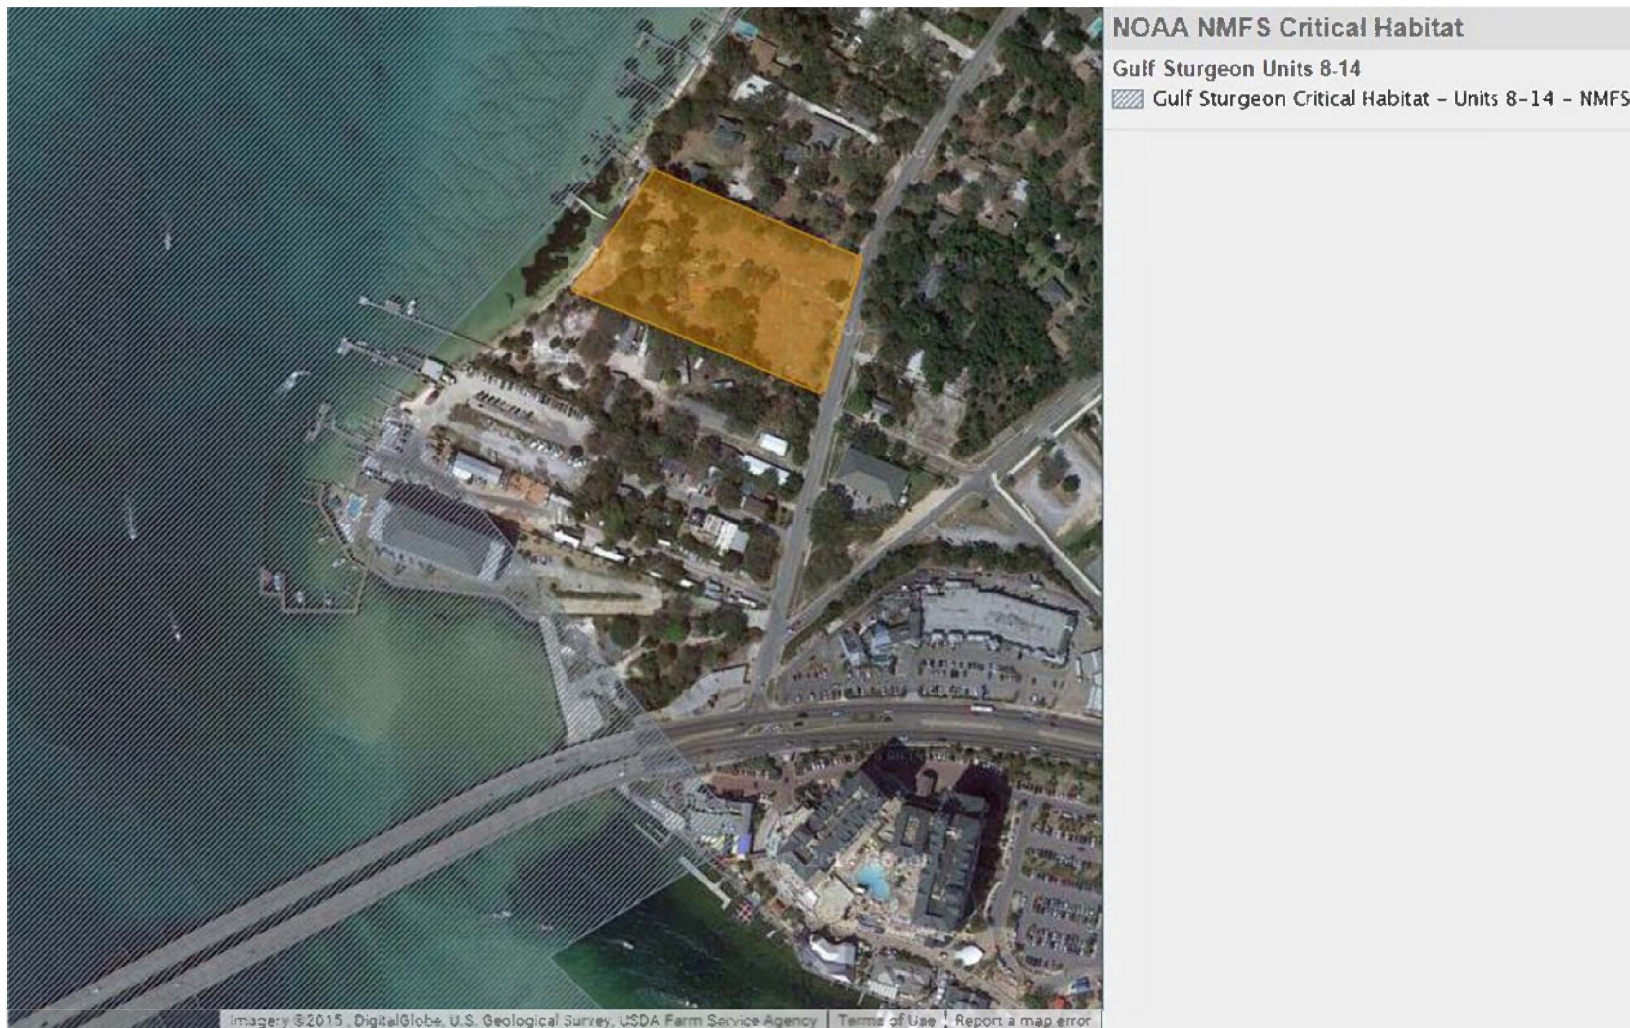 NOAA NMFS Critical Habitat
Gulf Sturgeon Units 8-14
Gulf Sturgeon Critical Habitat - Units 8-14 - NMFS
Imagery ©2015 , DigitalGlobe, U.S. Geological Survey, USDA Farm Service Agency
Terms of Use
Report a map error